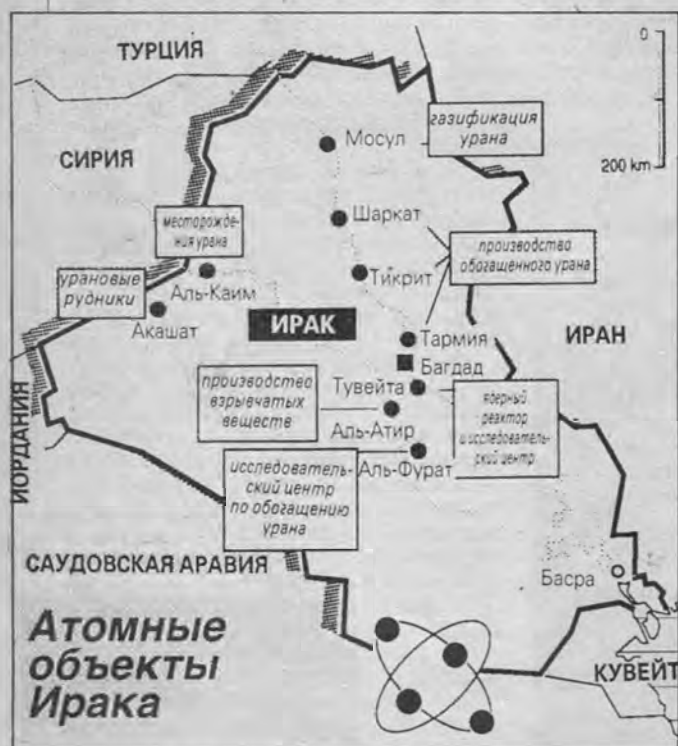 ТУРЦИЯ
0
200 km
СИРИЯ
Мосул
газификация
урана
Шаркат
месторожде-
ния урана
производство
обогащенного урана
урановые
рудники
Аль-Каим
Тикрит
Акашат
ИРАК
Тармия
ИРАН
Багдад
производство
взрывчатых
веществ
Тувейта
ядерный
реактор
и исследователь-
ский центр
Аль-Атир
ИОРДАНИЯ
исследователь-
ский центр
по обогащению
урана
Аль-Фурат
САУДОВСКАЯ АРАВИЯ
Басра
КУВЕЙТ
Атомные
объекты
Ирака